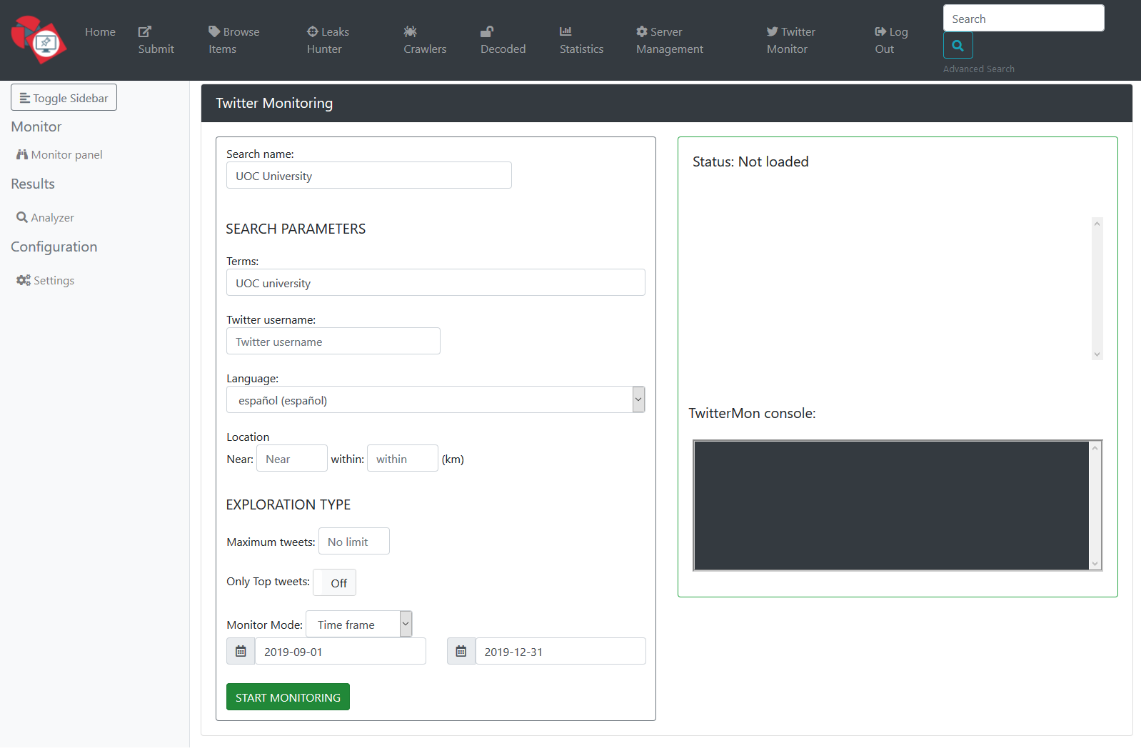 Home
Submit
Browse
Items
Leaks
Hunter
Crawlers
Decoded
Statistics
Server
Management
Twitter
Monitor
Log
Out
Search
Advanced Search
Toggle Sidebar
Monitor
Monitor panel
Results
Analyzer
Configuration
Settings
Twitter Monitoring
Search name:
UOC University
SEARCH PARAMETERS
Terms:
UOC university
Twitter username:
Twitter username
Language:
español (español)
Location
Near: Near within: within (km)
EXPLORATION TYPE
Maximum tweets: No limit
Only Top tweets: Off
Monitor Mode: Time frame
2019-09-01 2019-12-31
START MONITORING
Status: Not loaded
TwitterMon console: